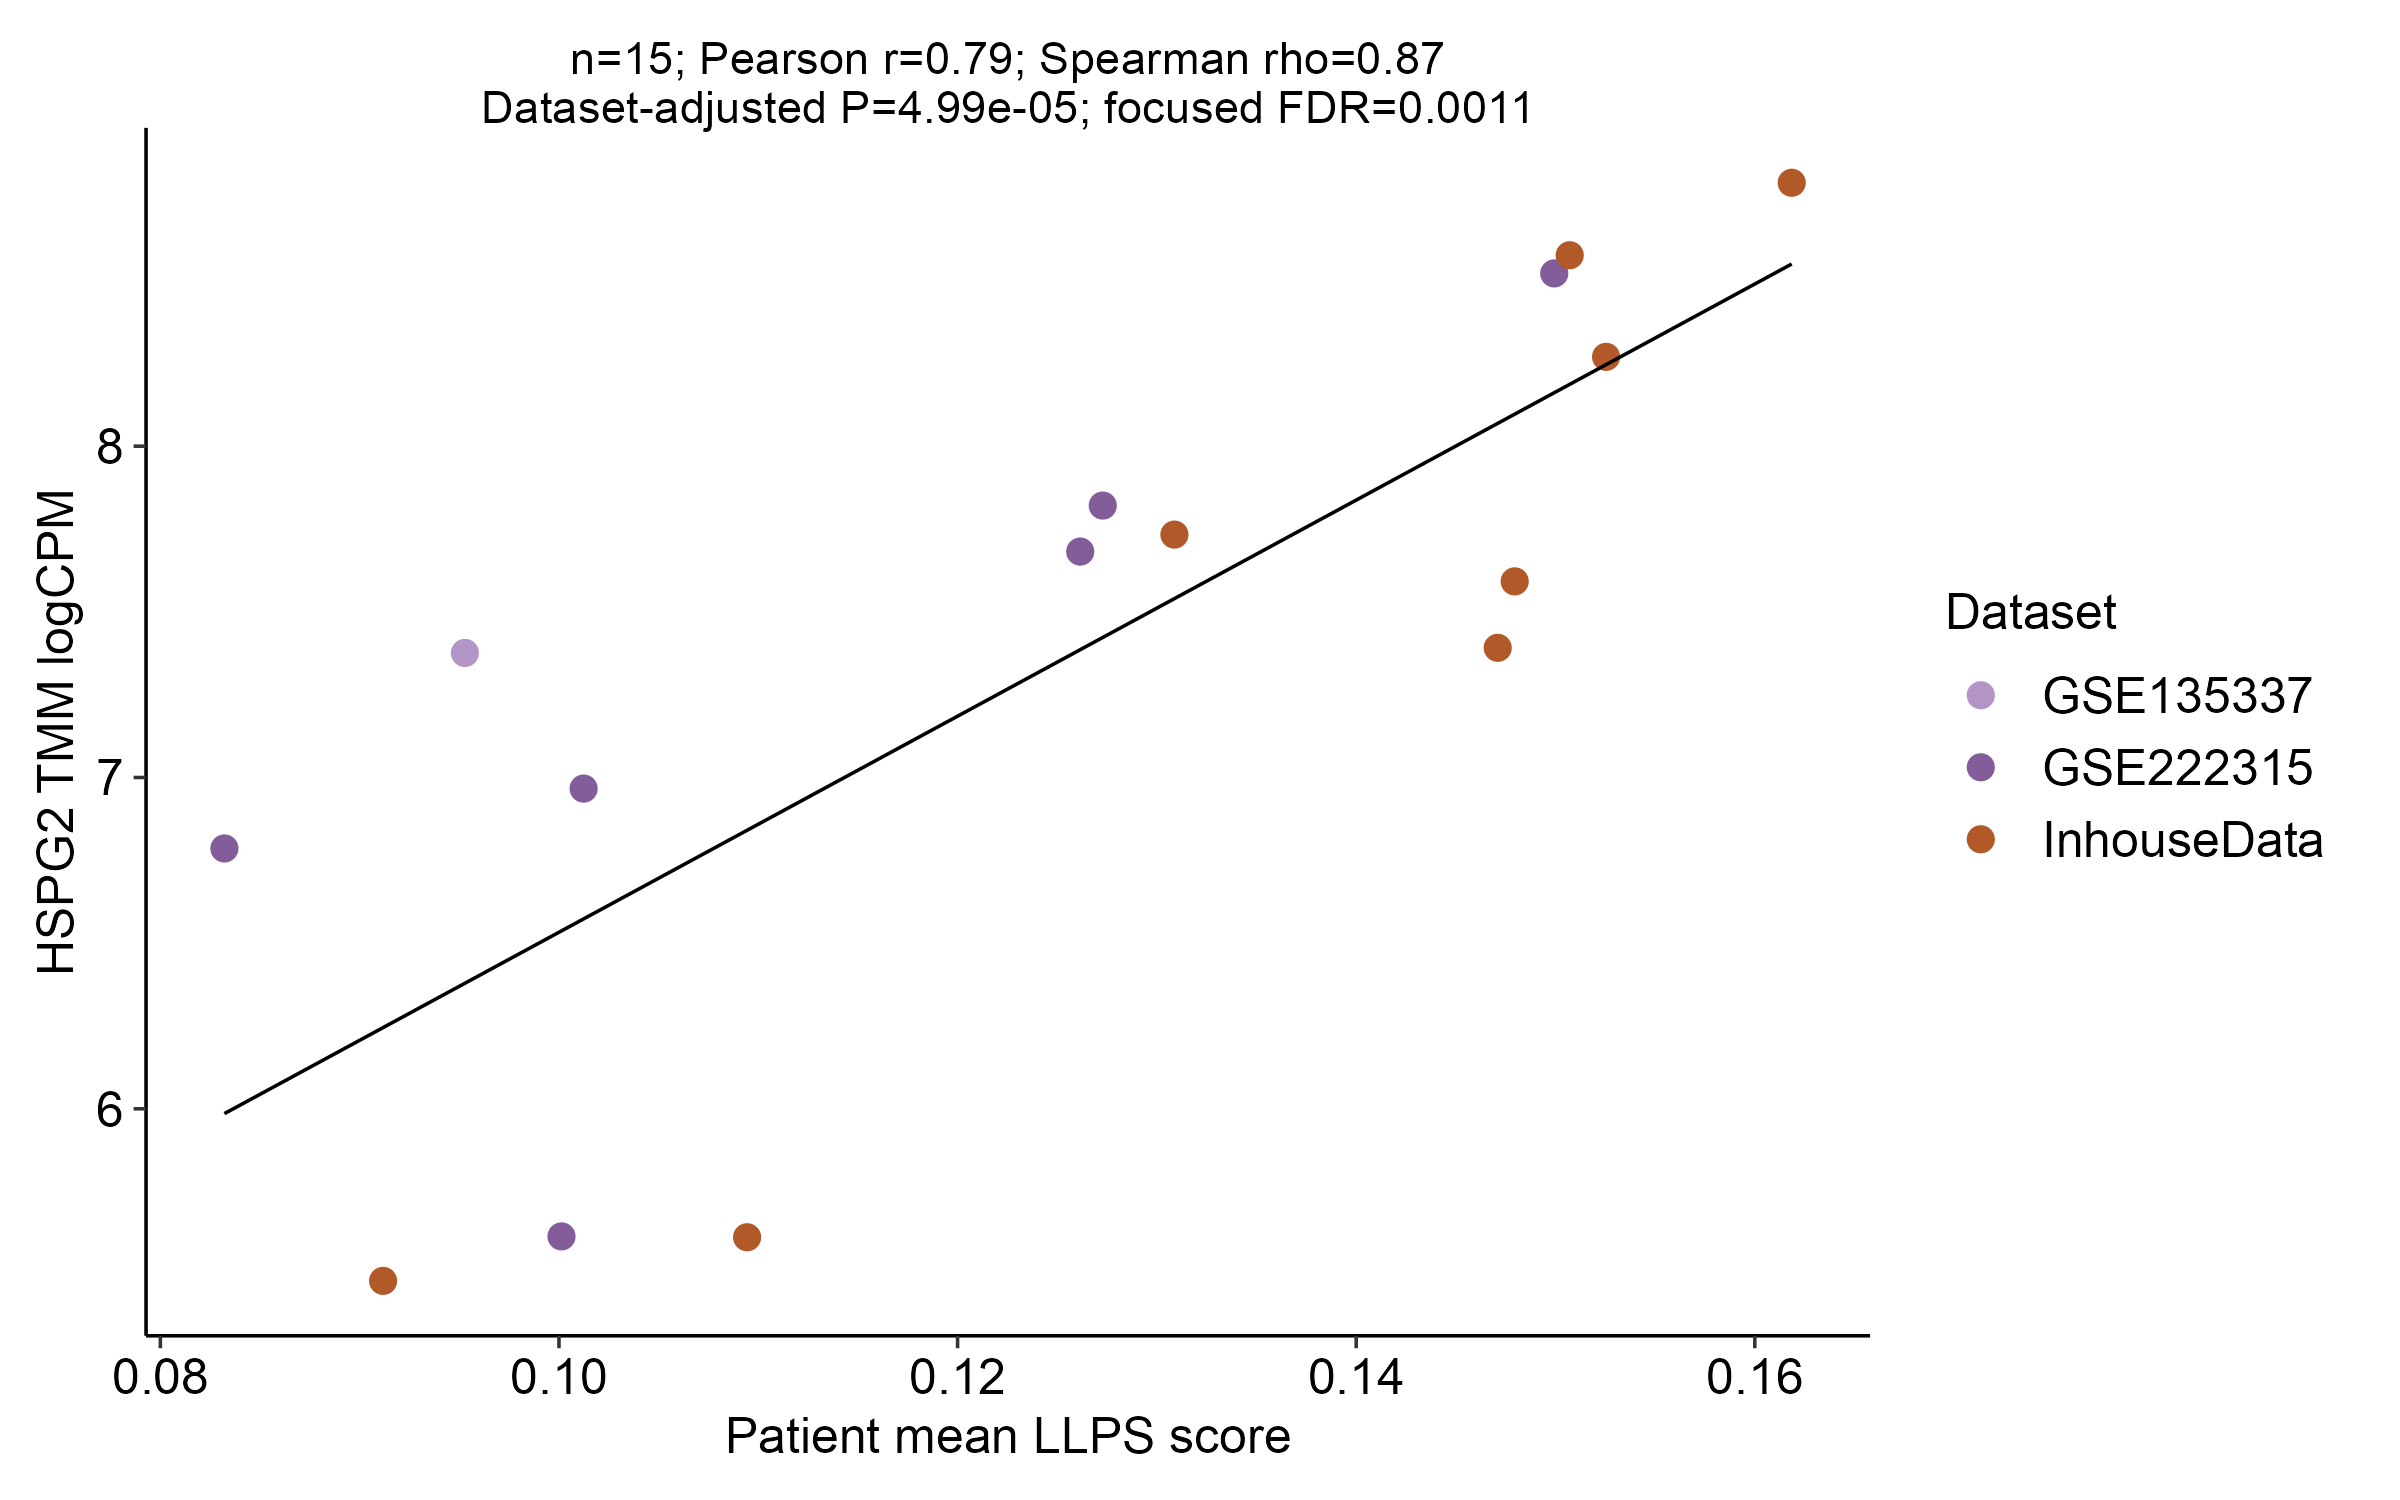 n=15; Pearson r=0.79; Spearman rho=0.87
Dataset-adjusted P=4.99e-05; focused FDR=0.0011
HSPG2 TMM logCPM
8
7
6
0.08 0.10 0.12 0.14 0.16
Patient mean LLPS score
Dataset
GSE135337
GSE222315
InhouseData